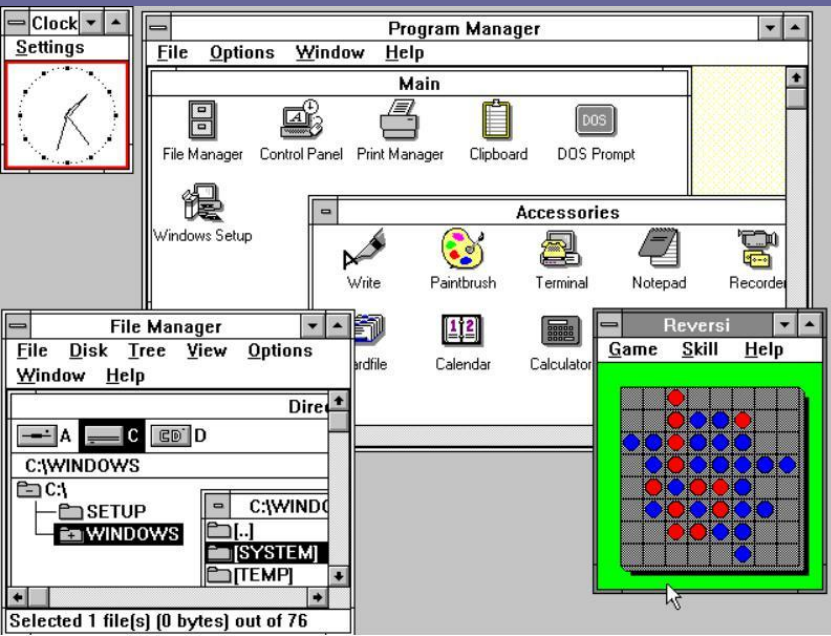 Clock
Settings
Program Manager
File Options Window Help
Main
File Manager Control Panel Print Manager Clipboard DOS Prompt
DOS
Windows Setup
Accessories
Write Paintbrush Terminal Notepad Recorder
ardfile Calendar Calculator
File Manager
File Disk Tree View Options
Window Help
Direc
A C CD D
C:\WINDOWS
C:\
SETUP
WINDOWS
C:\WINDO
[..]
[SYSTEM]
[TEMP]
Selected 1 file(s) (0 bytes) out of 76
Reversi
Game Skill Help